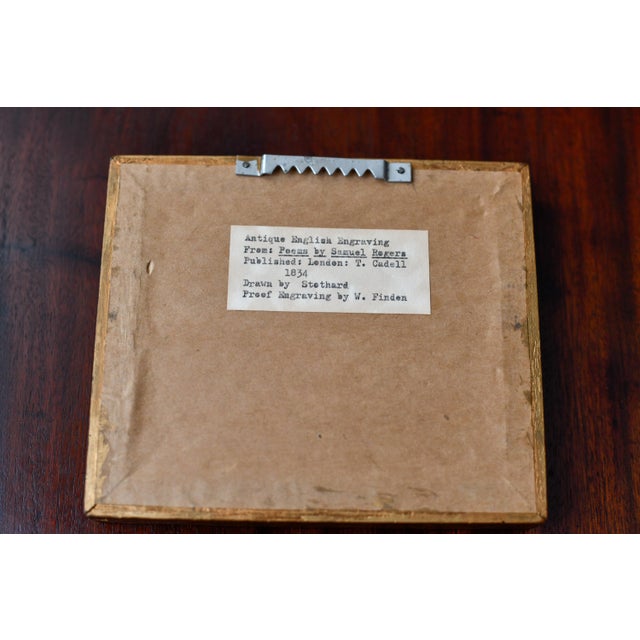 Antique English Engraving
From: Poems by Samuel Rogers
Published: London: T. Cadell
1834
Drawn by Stothard
Proof Engraving by W. Finden